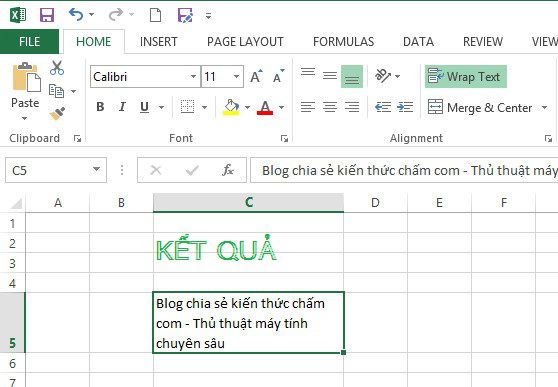 FILE HOME INSERT PAGE LAYOUT FORMULAS DATA REVIEW VIEW
Calibri 11 Wrap Text
Paste B I U Merge & Center
Clipboard Font Alignment
C5 fx Blog chia sẻ kiến thức chấm com - Thủ thuật máy
A B C D E F
1
2
KẾT QUẢ
3
4
Blog chia sẻ kiến thức chấm
com - Thủ thuật máy tính
5 chuyên sâu
6
7